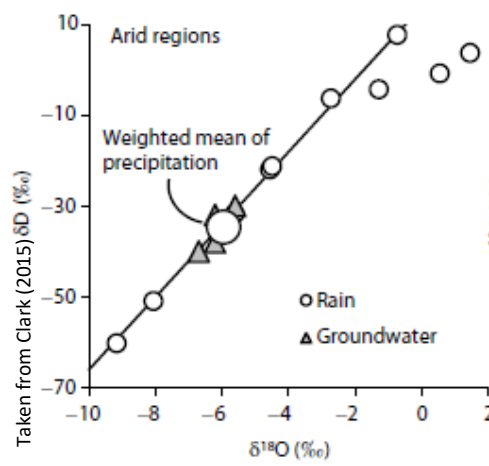 10
Arid regions
−10
Weighted mean of
precipitation
−30
−50
Rain
Groundwater
−70
−10
−8
−6
−4
−2
0
2
δ18O (‰)
δD (‰)
Taken from Clark (2015)